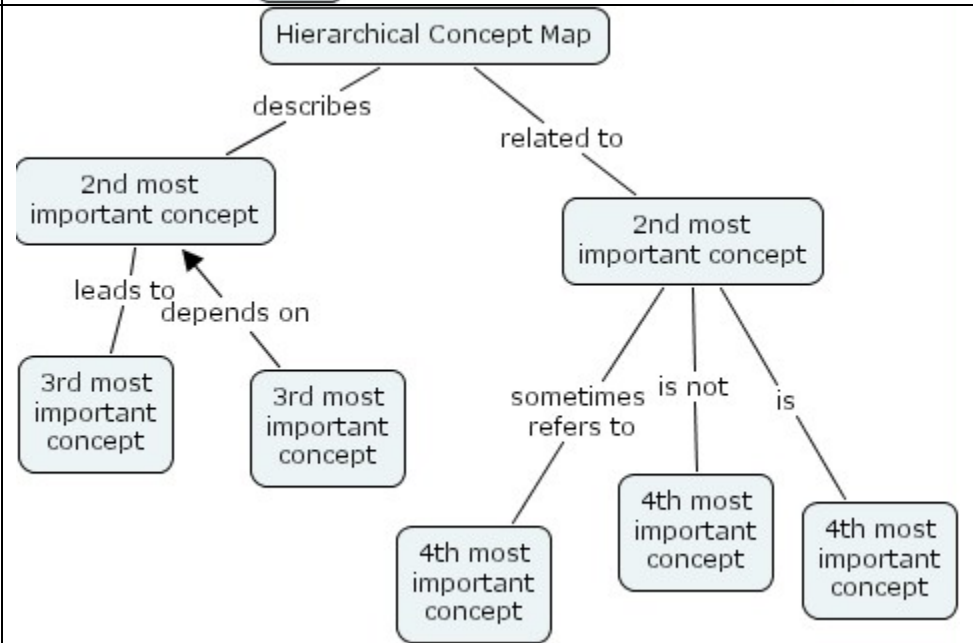 Hierarchical Concept Map
describes
related to
2nd most
important concept
2nd most
important concept
leads to
depends on
3rd most
important
concept
3rd most
important
concept
sometimes
refers to
is not
is
4th most
important
concept
4th most
important
concept
4th most
important
concept